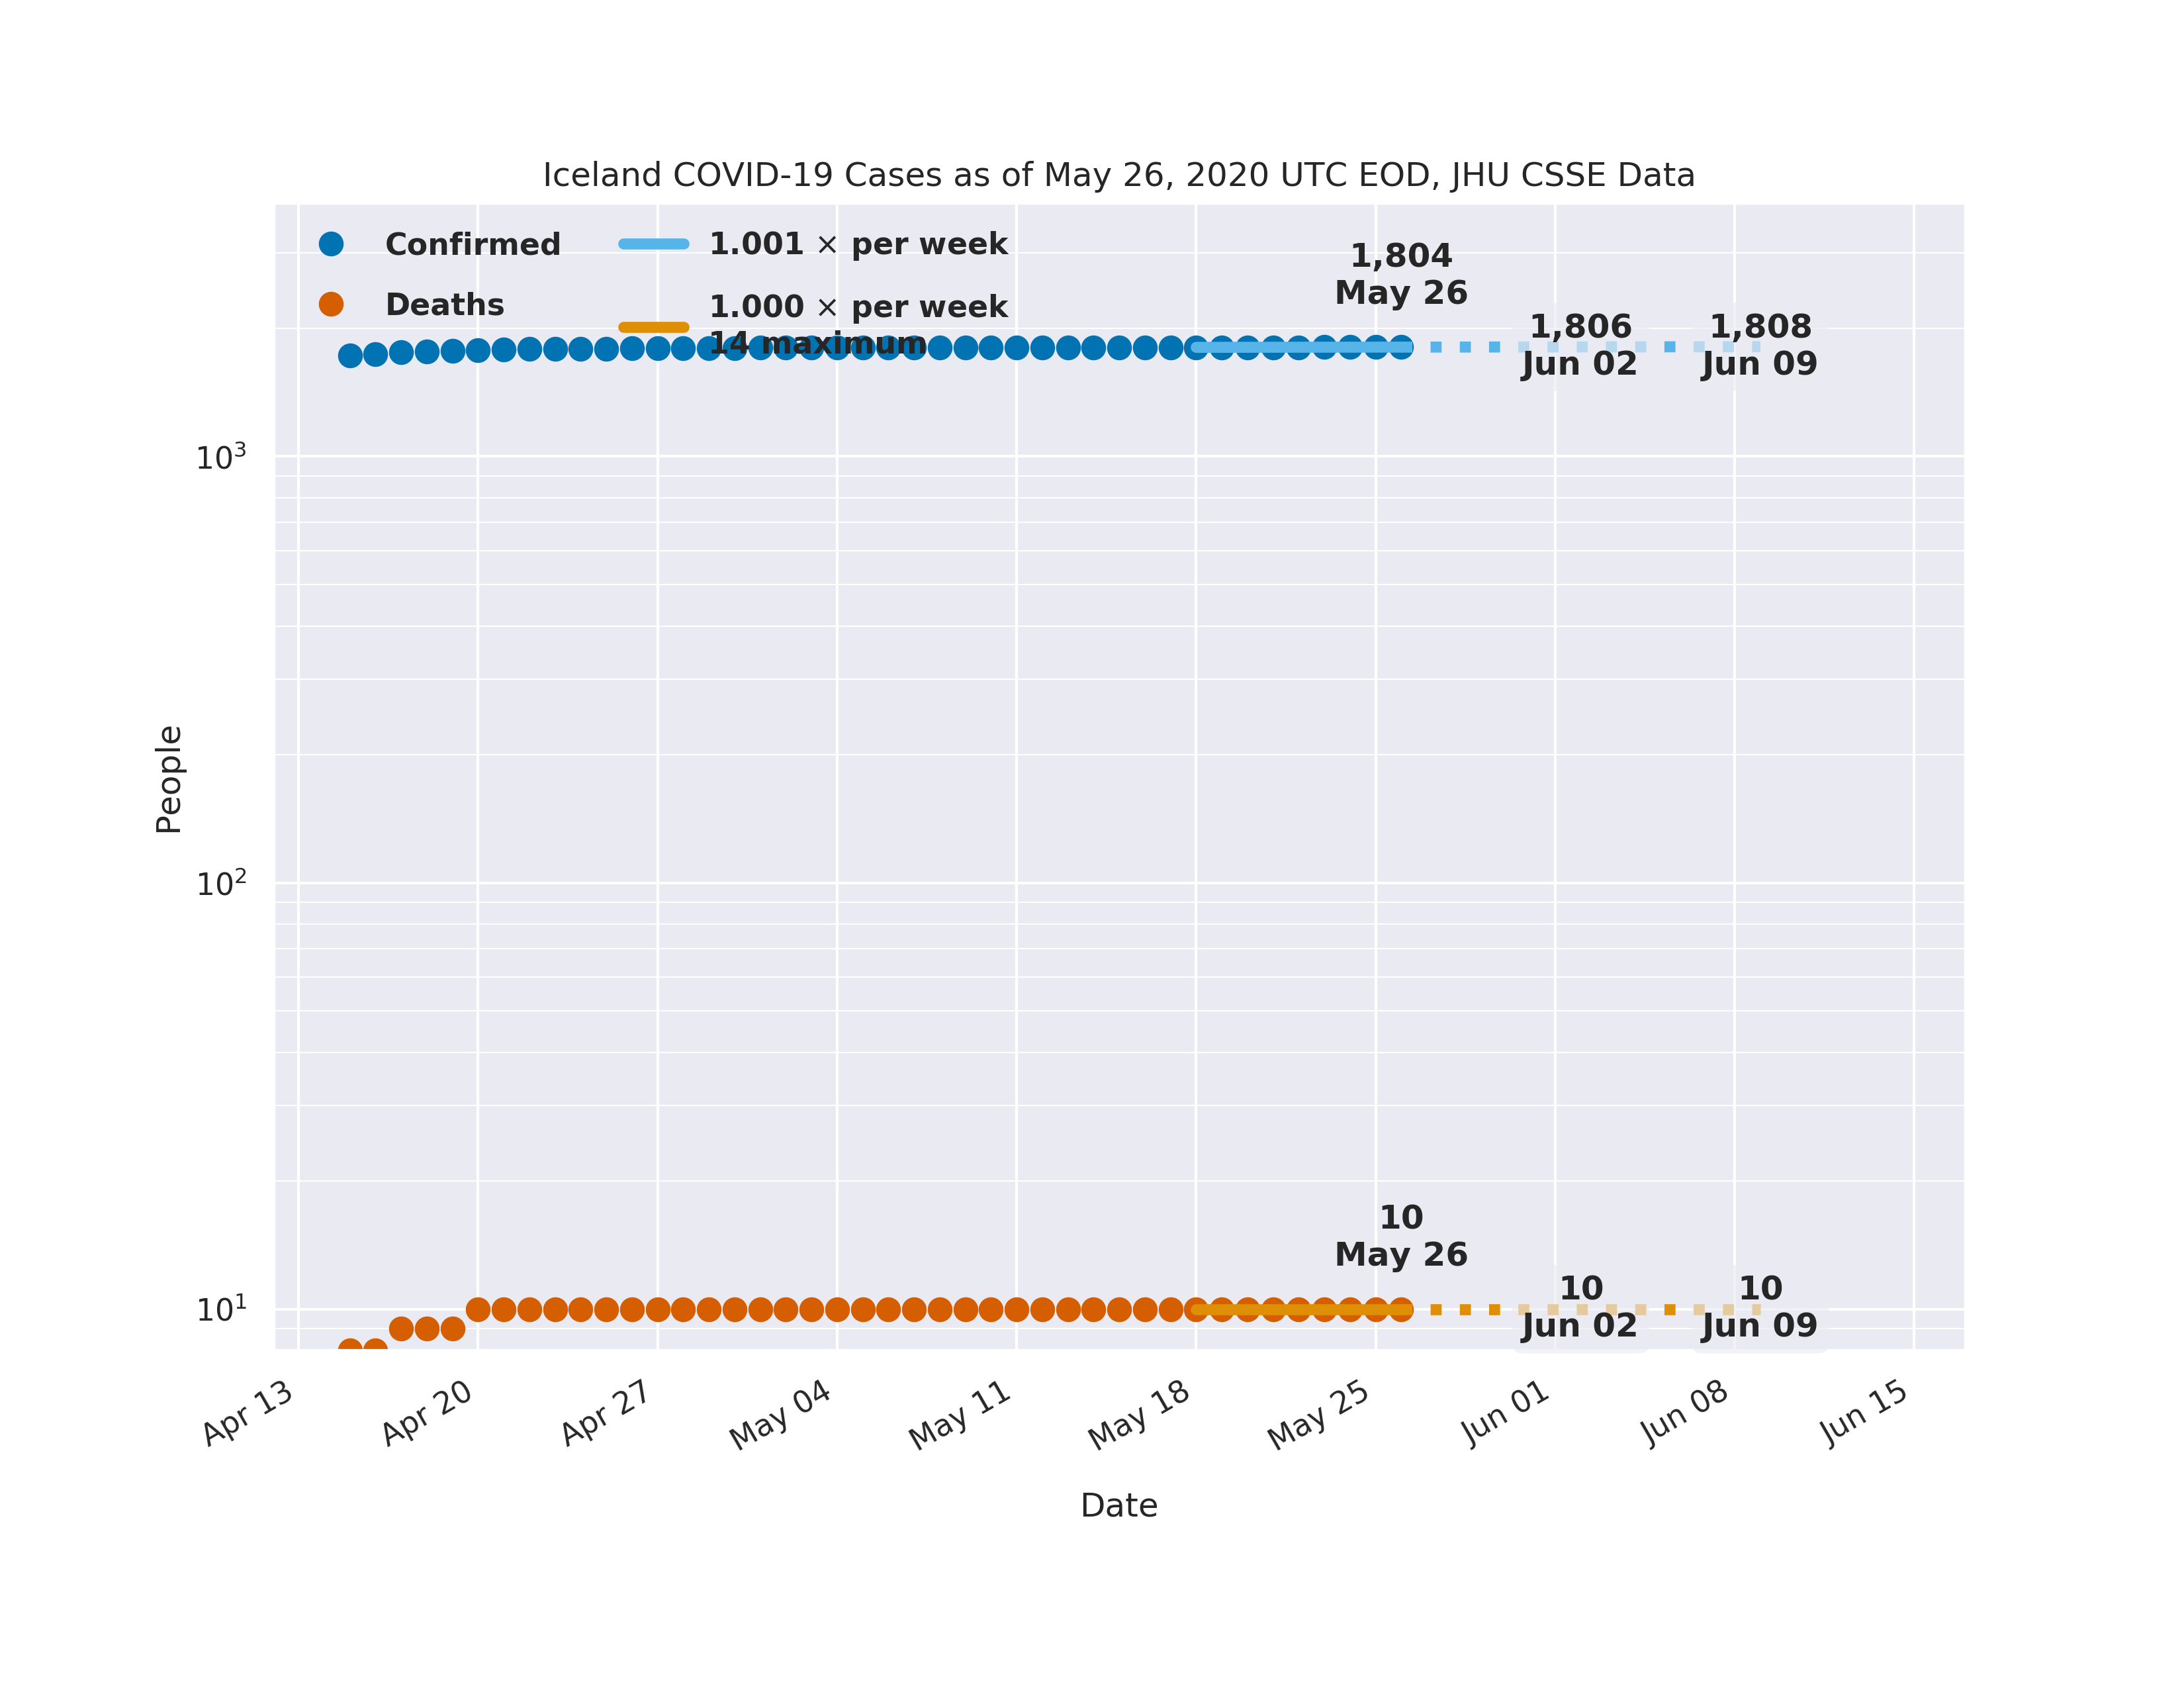 Iceland COVID-19 Cases as of May 26, 2020 UTC EOD, JHU CSSE Data
Confirmed
Deaths
1.001 × per week
1.000 × per week
14 maximum
1,804
May 26
1,806
Jun 02
1,808
Jun 09
10³
10²
10¹
People
10
May 26
10
Jun 02
10
Jun 09
Apr 13
Apr 20
Apr 27
May 04
May 11
May 18
May 25
Jun 01
Jun 08
Jun 15
Date